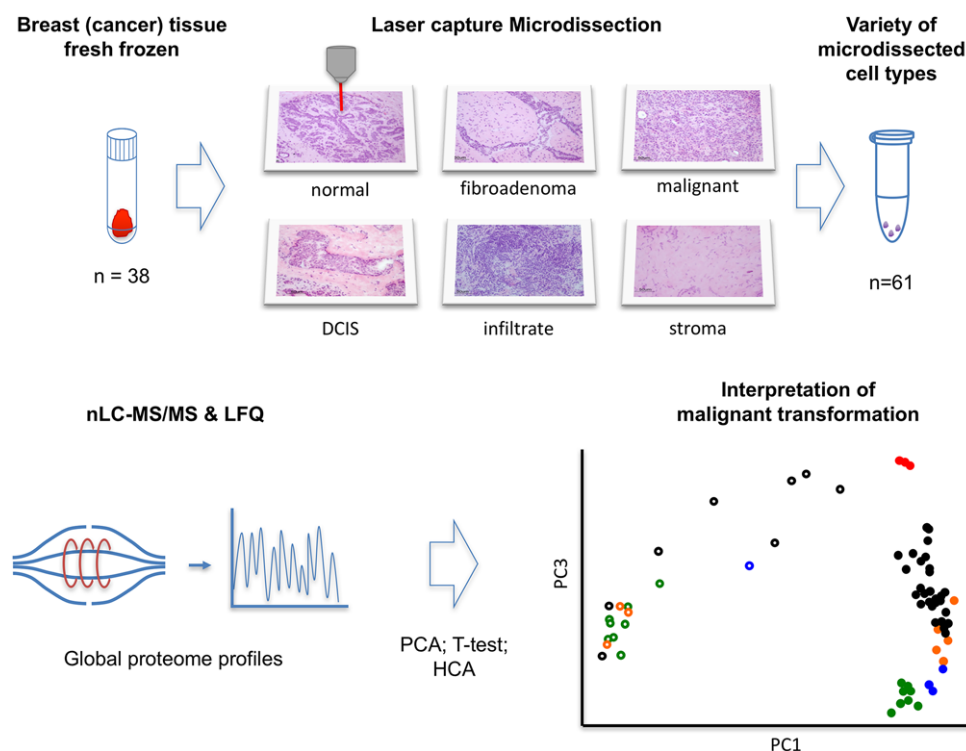 Breast (cancer) tissue
fresh frozen
Laser capture Microdissection
Variety of
microdissected
cell types
normal
fibroadenoma
malignant
n = 38
n=61
DCIS
infiltrate
stroma
nLC-MS/MS & LFQ
Interpretation of
malignant transformation
PC3
Global proteome profiles
PCA; T-test;
HCA
PC1